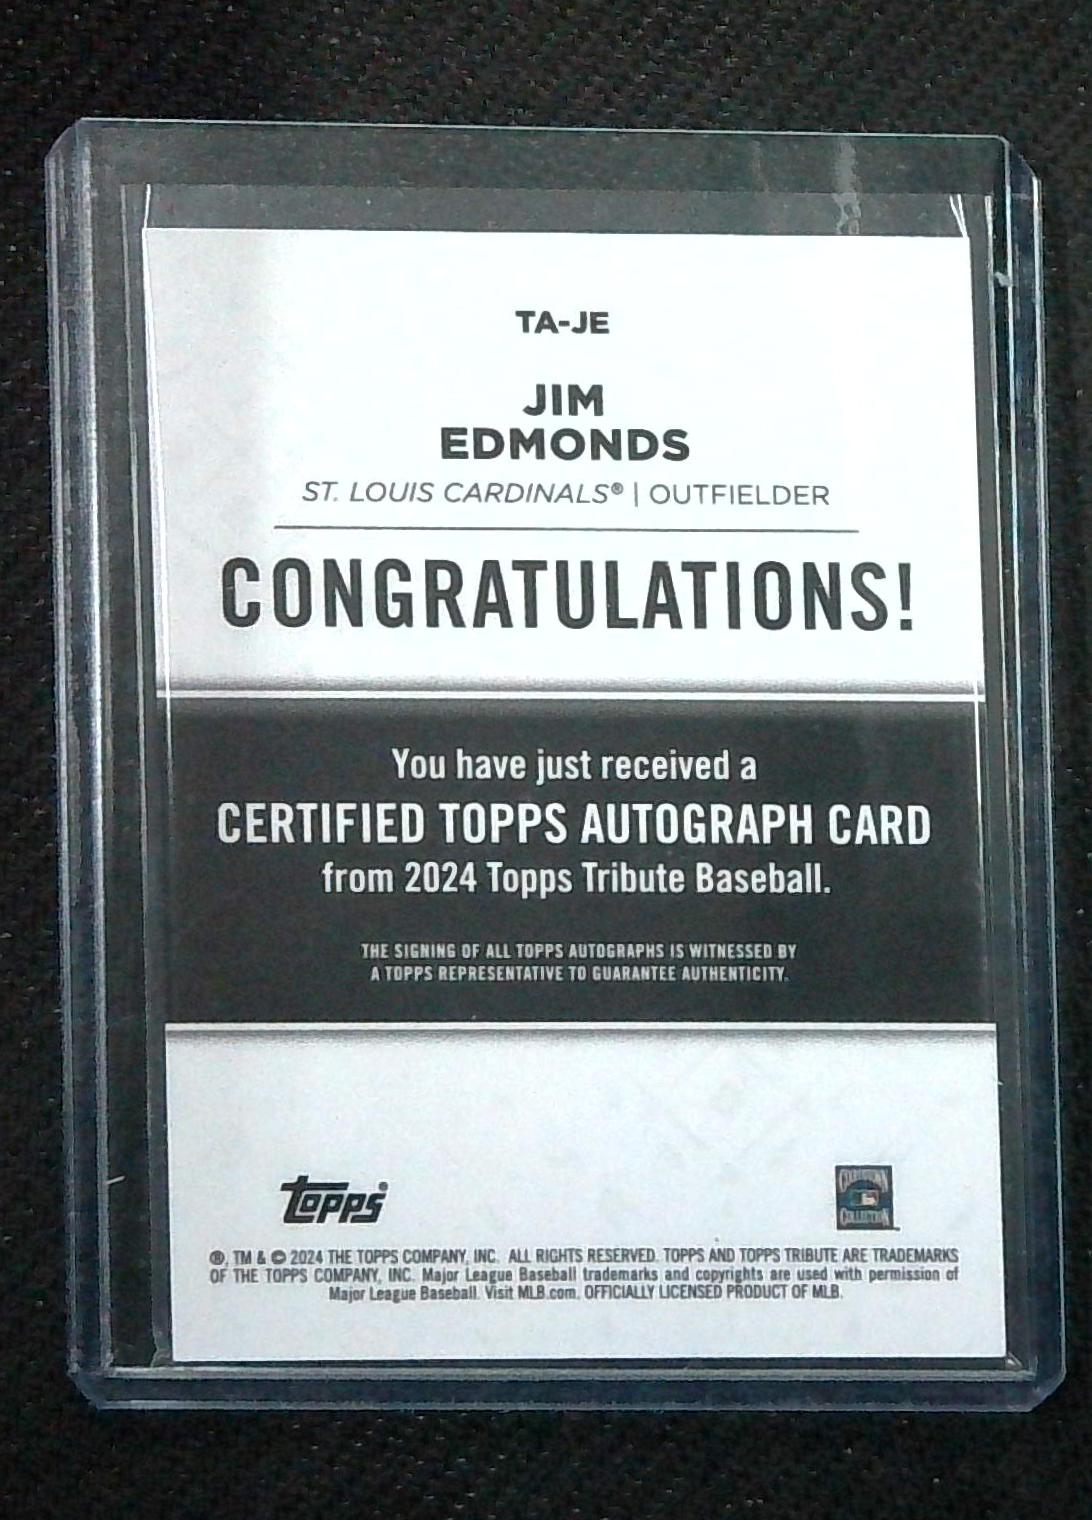 TA-JE
JIM
EDMONDS
ST. LOUIS CARDINALS® | OUTFIELDER
CONGRATULATIONS!
You have just received a
CERTIFIED TOPPS AUTOGRAPH CARD
from 2024 Topps Tribute Baseball.
THE SIGNING OF ALL TOPPS AUTOGRAPHS IS WITNESSED BY
A TOPPS REPRESENTATIVE TO GUARANTEE AUTHENTICITY.
topps
COOPERSTOWN
COLLECTION
®, TM & © 2024 THE TOPPS COMPANY, INC. ALL RIGHTS RESERVED. TOPPS AND TOPPS TRIBUTE ARE TRADEMARKS
OF THE TOPPS COMPANY, INC. Major League Baseball trademarks and copyrights are used with permission of
Major League Baseball. Visit MLB.com. OFFICIALLY LICENSED PRODUCT OF MLB.